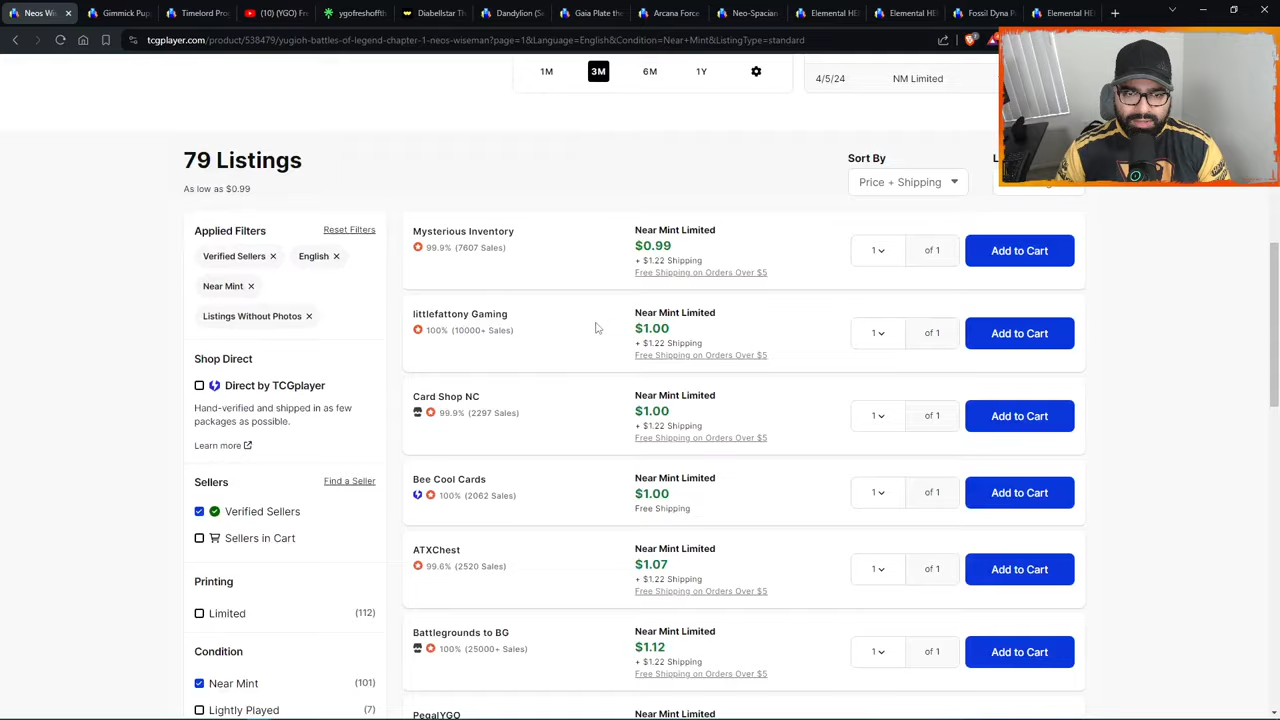 Neos Wi
Gimmick Pup
Timelord Pro
(10) (YGO) Fr
ygofreshofftl
Diabellstar Th
Dandylion (Se
Gaia Plate the
Arcana Force
Neo-Spacian
Elemental HE
Elemental HE
Fossil Dyna P
Elemental HE
tcgplayer.com/product/538479/yugioh-battles-of-legend-chapter-1-neos-wiseman?page=1&Language=English&Condition=Near+Mint&ListingType=standard
1M 3M 6M 1Y
4/5/24 NM Limited
79 Listings
As low as $0.99
Sort By
Price + Shipping
Applied Filters Reset Filters
Verified Sellers English
Near Mint
Listings Without Photos
Shop Direct
Direct by TCGplayer
Hand-verified and shipped in as few
packages as possible.
Learn more
Sellers Find a Seller
Verified Sellers
Sellers in Cart
Printing
Limited (112)
Condition
Near Mint (101)
Lightly Played (7)
Mysterious Inventory
99.9% (7607 Sales)
Near Mint Limited
$0.99
+ $1.22 Shipping
Free Shipping on Orders Over $5
1 of 1 Add to Cart
littlefattony Gaming
100% (10000+ Sales)
Near Mint Limited
$1.00
+ $1.22 Shipping
Free Shipping on Orders Over $5
1 of 1 Add to Cart
Card Shop NC
99.9% (2297 Sales)
Near Mint Limited
$1.00
+ $1.22 Shipping
Free Shipping on Orders Over $5
1 of 1 Add to Cart
Bee Cool Cards
100% (2062 Sales)
Near Mint Limited
$1.00
Free Shipping
1 of 1 Add to Cart
ATXChest
99.6% (2520 Sales)
Near Mint Limited
$1.07
+ $1.22 Shipping
Free Shipping on Orders Over $5
1 of 1 Add to Cart
Battlegrounds to BG
100% (25000+ Sales)
Near Mint Limited
$1.12
+ $1.22 Shipping
Free Shipping on Orders Over $5
1 of 1 Add to Cart
PegalYGO
Near Mint Limited